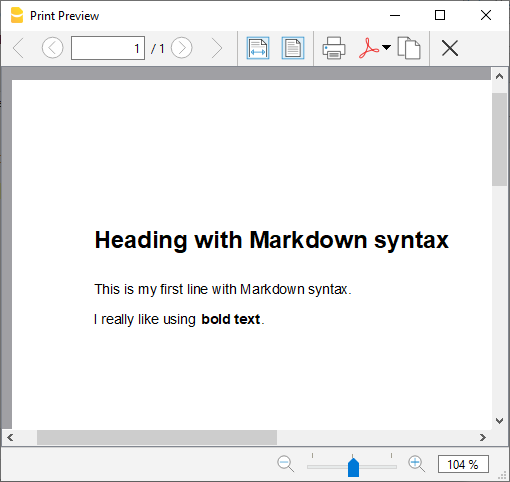 Print Preview
1 / 1
Heading with Markdown syntax
This is my first line with Markdown syntax.
I really like using bold text.
104 %